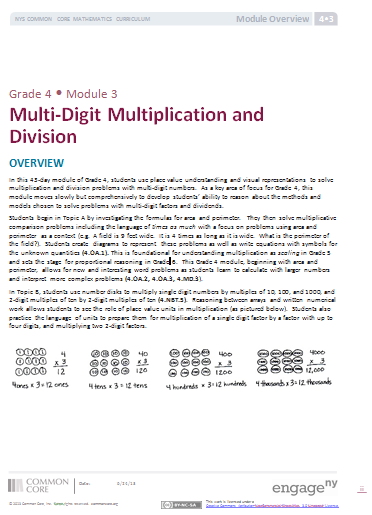 NYS COMMON CORE MATHEMATICS CURRICULUM
Module Overview 4•3
Grade 4 • Module 3
Multi-Digit Multiplication and
Division
OVERVIEW
In this 43-day module of Grade 4, students use place value understanding and visual representations to solve
multiplication and division problems with multi-digit numbers. As a key area of focus for Grade 4, this
module moves slowly but comprehensively to develop students' ability to reason about the methods and
models chosen to solve problems with multi-digit factors and dividends.
Students begin in Topic A by investigating the formulas for area and perimeter. They then solve multiplicative
comparison problems including the language of times as much with a focus on problems using area and
perimeter as a context (e.g. A field is 9 feet wide. It is 4 times as long as it is wide. What is the perimeter of
the field?). Students create diagrams to represent these problems as well as write equations with symbols for
the unknown quantities (4.OA.1). This is foundational for understanding multiplication as scaling in Grade 5
and sets the stage for proportional reasoning in Grade 6. This Grade 4 module, beginning with area and
perimeter, allows for new and interesting word problems as students learn to calculate with larger numbers
and interpret more complex problems (4.OA.2, 4.OA.3, 4.MD.3).
In Topic B, students use number disks to multiply single digit numbers by multiples of 10, 100, and 1000, and
2-digit multiples of ten by 2-digit multiples of ten (4.NBT.5). Reasoning between arrays and written numerical
work allows students to see the role of place value units in multiplication (as pictured below). Students also
practice the language of units to prepare them for multiplication of a single digit factor by a factor with up to
four digits, and multiplying two 2-digit factors.
4 40 400 4000
x 3 x 3 x 3 x 3
12 120 1200 12,000
4 ones x 3 = 12 ones 4 tens x 3 = 12 tens 4 hundreds x 3 = 12 hundreds 4 thousands x 3 = 12 thousands
COMMON
CORE
Date:
engage ny
© 2013 Common Core, Inc. Some rights reserved. commoncore.org
BY-NC-SA
This work is licensed under a